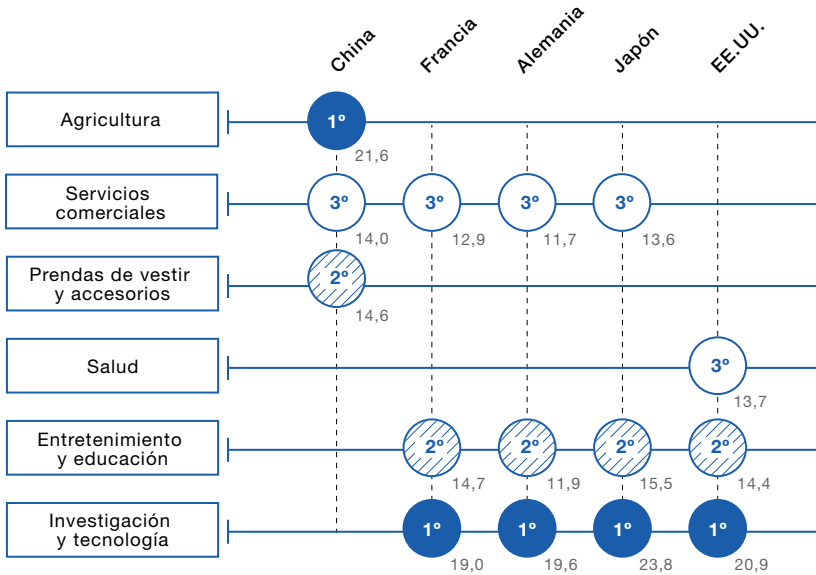 China
Francia
Alemania
Japón
EE.UU.
Agricultura
1º
21,6
Servicios
comerciales
3º 3º 3º 3º
14,0 12,9 11,7 13,6
Prendas de vestir
y accesorios
2º
14,6
Salud
3º
13,7
Entretenimiento
y educación
2º 2º 2º 2º
14,7 11,9 15,5 14,4
Investigación
y tecnología
1º 1º 1º 1º
19,0 19,6 23,8 20,9